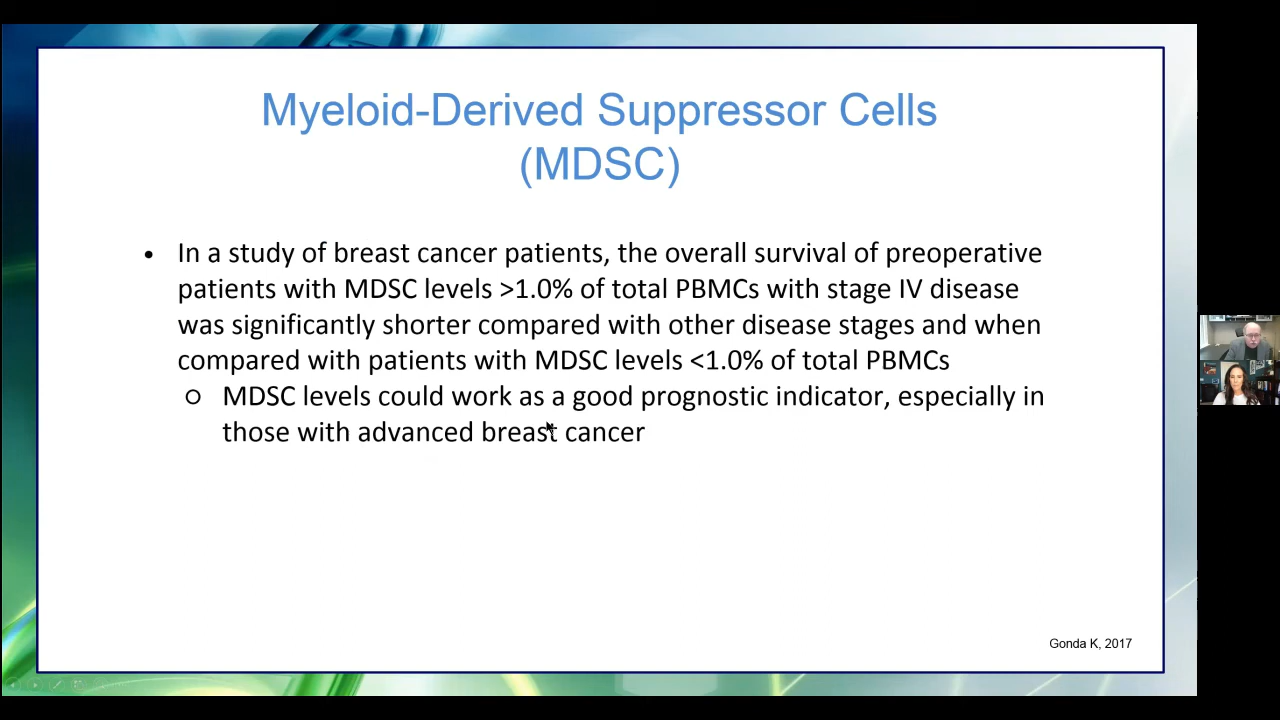 Myeloid-Derived Suppressor Cells
(MDSC)
• In a study of breast cancer patients, the overall survival of preoperative
patients with MDSC levels >1.0% of total PBMCs with stage IV disease
was significantly shorter compared with other disease stages and when
compared with patients with MDSC levels <1.0% of total PBMCs
○ MDSC levels could work as a good prognostic indicator, especially in
those with advanced breast cancer
Gonda K, 2017